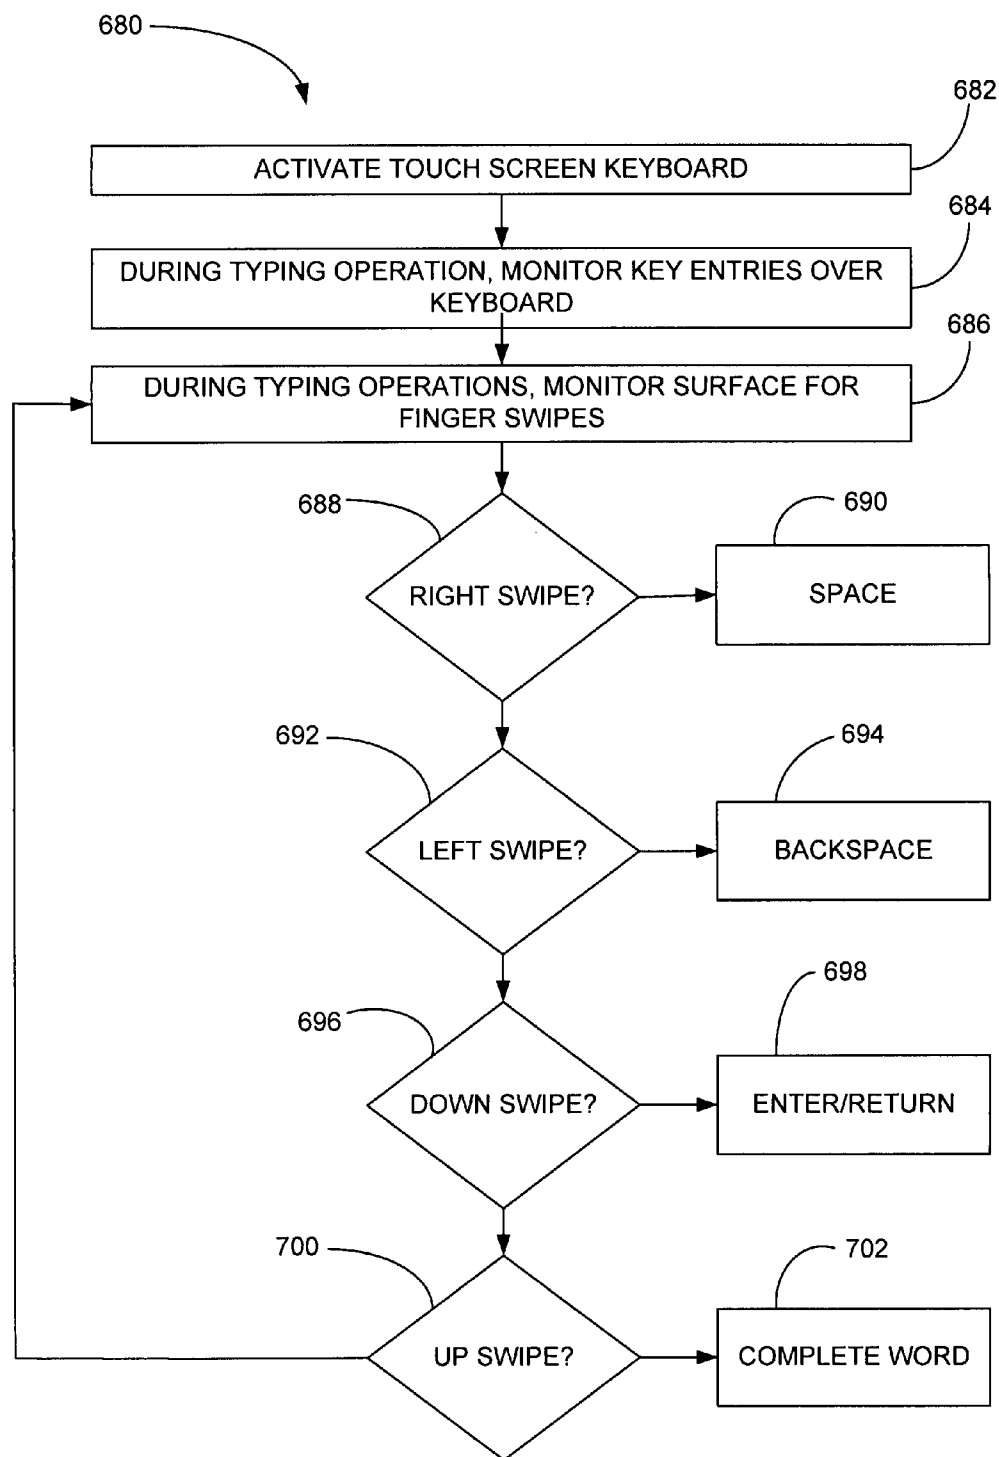 680
682
ACTIVATE TOUCH SCREEN KEYBOARD
684
DURING TYPING OPERATION, MONITOR KEY ENTRIES OVER
KEYBOARD
686
DURING TYPING OPERATIONS, MONITOR SURFACE FOR
FINGER SWIPES
688
690
RIGHT SWIPE?
SPACE
692
694
LEFT SWIPE?
BACKSPACE
696
698
DOWN SWIPE?
ENTER/RETURN
700
702
UP SWIPE?
COMPLETE WORD